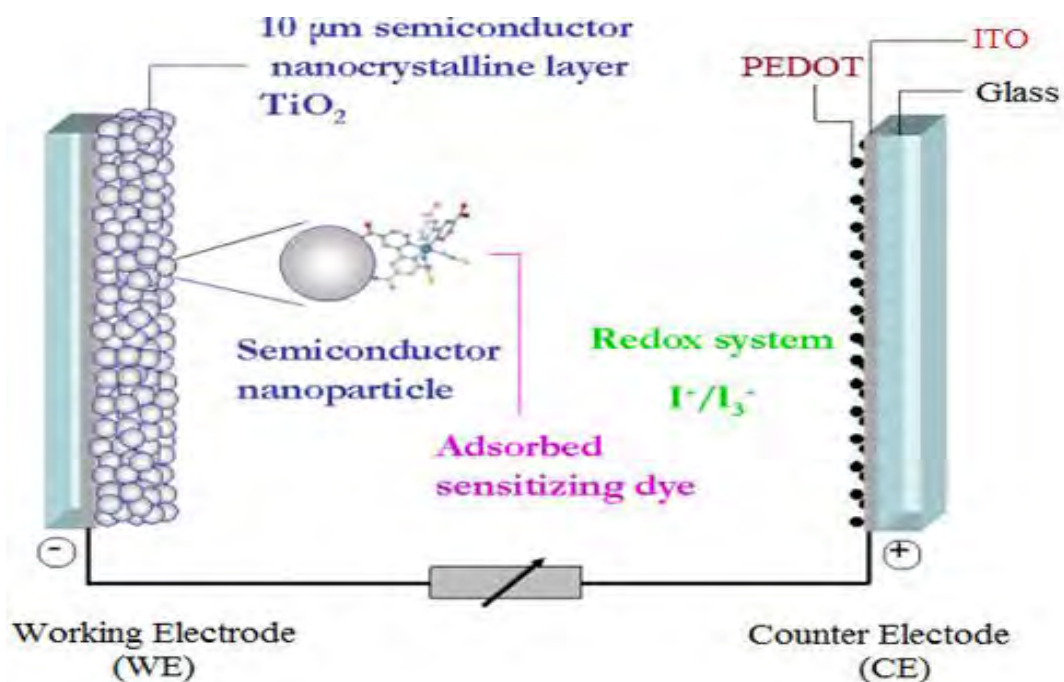 10 µm semiconductor
nanocrystalline layer
TiO₂
ITO
PEDOT
Glass
Semiconductor
nanoparticle
Redox system
I⁻/I₃⁻
Adsorbed
sensitizing dye
-
+
Working Electrode
(WE)
Counter Electode
(CE)